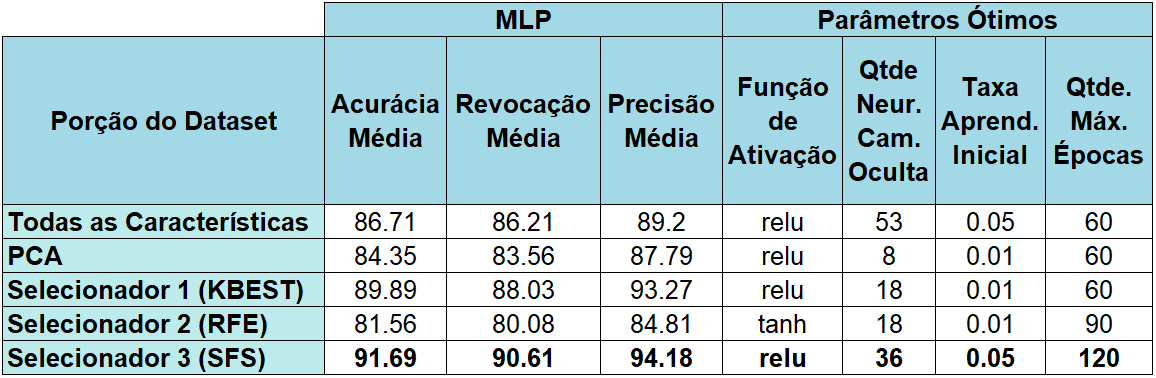 MLP Parâmetros Ótimos
Porção do Dataset Acurácia Média Revocação Média Precisão Média Função de Ativação Qtde Neur. Cam. Oculta Taxa Aprend. Inicial Qtde. Máx. Épocas
Todas as Características 86.71 86.21 89.2 relu 53 0.05 60
PCA 84.35 83.56 87.79 relu 8 0.01 60
Selecionador 1 (KBEST) 89.89 88.03 93.27 relu 18 0.01 60
Selecionador 2 (RFE) 81.56 80.08 84.81 tanh 18 0.01 90
Selecionador 3 (SFS) 91.69 90.61 94.18 relu 36 0.05 120